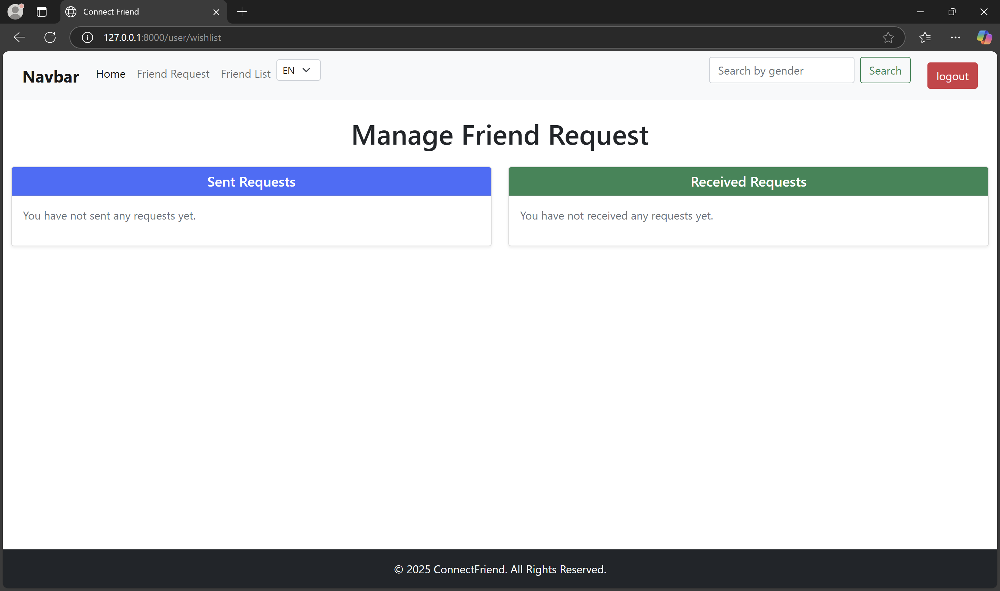 Connect Friend
127.0.0.1:8000/user/wishlist
Navbar Home Friend Request Friend List EN Search by gender Search logout
Manage Friend Request
Sent Requests
You have not sent any requests yet.
Received Requests
You have not received any requests yet.
© 2025 ConnectFriend. All Rights Reserved.